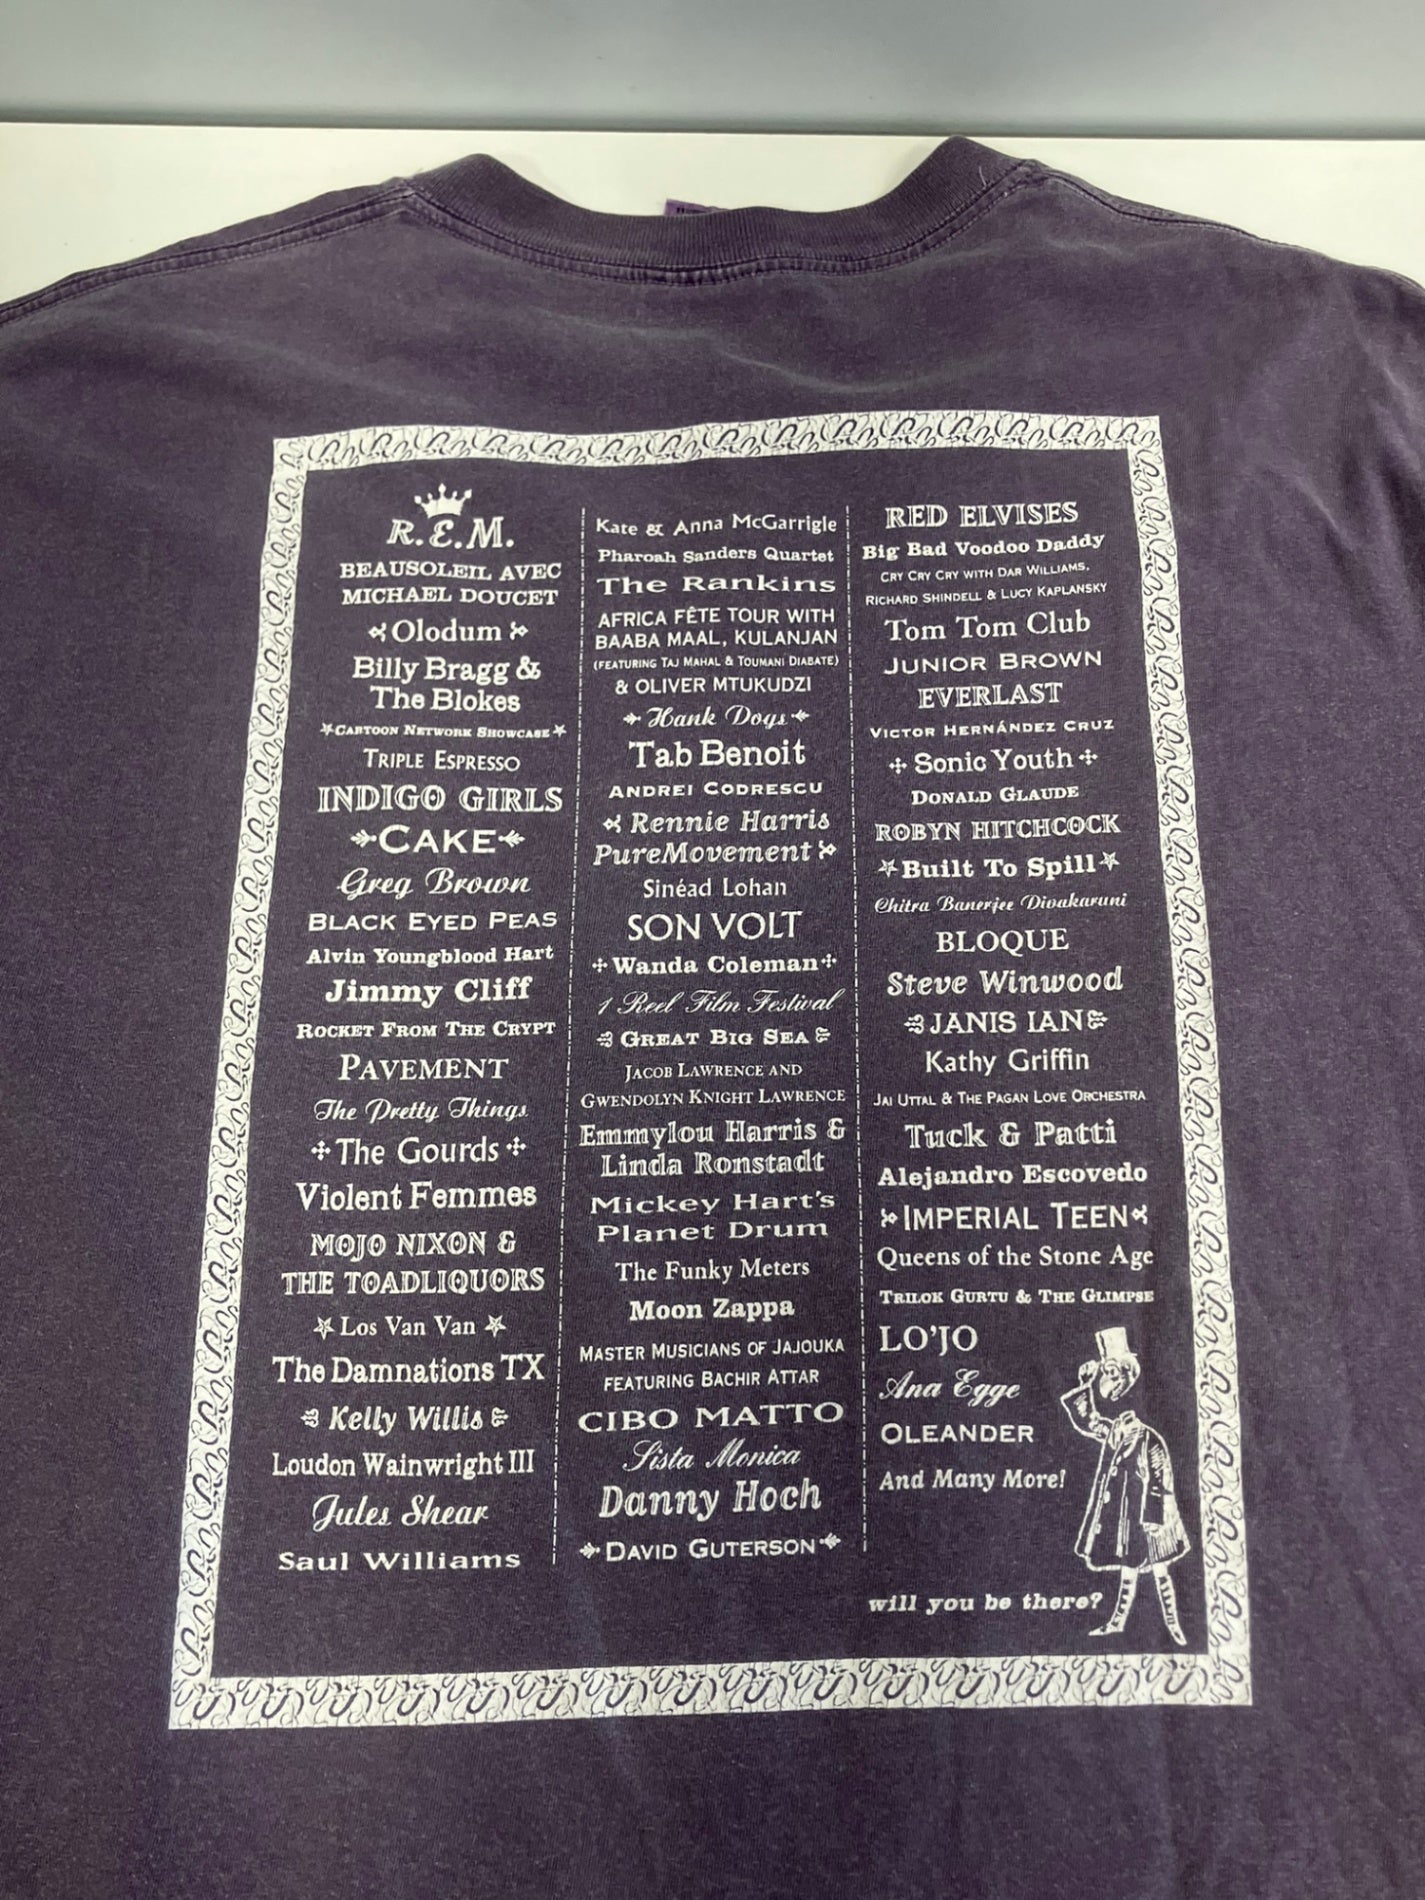 R.E.M.
BEAUSOLEIL AVEC
MICHAEL DOUCET
Olodum
Billy Bragg &
The Blokes
CARTOON NETWORK SHOWCASE
TRIPLE ESPRESSO
INDIGO GIRLS
CAKE
Greg Brown
BLACK EYED PEAS
Alvin Youngblood Hart
Jimmy Cliff
ROCKET FROM THE CRYPT
PAVEMENT
The Pretty Things
The Gourds
Violent Femmes
MOJO NIXON &
THE TOADLIQUORS
Los Van Van
The Damnations TX
Kelly Willis
Loudon Wainwright III
Jules Shear
Saul Williams
Kate & Anna McGarrigle
Pharoah Sanders Quartet
The Rankins
AFRICA FÊTE TOUR WITH
BAABA MAAL, KULANJAN
(FEATURING TAJ MAHAL & TOUMANI DIABATE)
& OLIVER MTUKUDZI
Hank Dogs
Tab Benoit
ANDREI CODRESCU
Rennie Harris
PureMovement
Sinéad Lohan
SON VOLT
Wanda Coleman
1 Reel Film Festival
GREAT BIG SEA
JACOB LAWRENCE AND
GWENDOLYN KNIGHT LAWRENCE
Emmylou Harris &
Linda Ronstadt
Mickey Hart's
Planet Drum
The Funky Meters
Moon Zappa
MASTER MUSICIANS OF JAJOUKA
FEATURING BACHIR ATTAR
CIBO MATTO
Sista Monica
Danny Hoch
DAVID GUTERSON
RED ELVISES
Big Bad Voodoo Daddy
CRY CRY CRY WITH DAR WILLIAMS,
RICHARD SHINDELL & LUCY KAPLANSKY
Tom Tom Club
JUNIOR BROWN
EVERLAST
VICTOR HERNÁNDEZ CRUZ
Sonic Youth
DONALD GLAUDE
ROBYN HITCHCOCK
Built To Spill
Chitra Banerjee Divakaruni
BLOQUE
Steve Winwood
JANIS IAN
Kathy Griffin
JAI UTTAL & THE PAGAN LOVE ORCHESTRA
Tuck & Patti
Alejandro Escovedo
IMPERIAL TEEN
Queens of the Stone Age
TRILOK GURTU & THE GLIMPSE
LO'JO
Ana Egge
OLEANDER
And Many More!
will you be there?